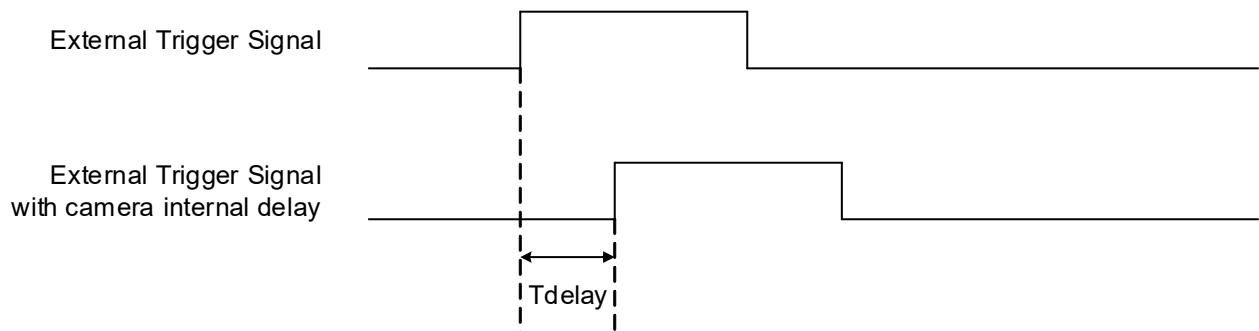 External Trigger Signal
External Trigger Signal
with camera internal delay
Tdelay